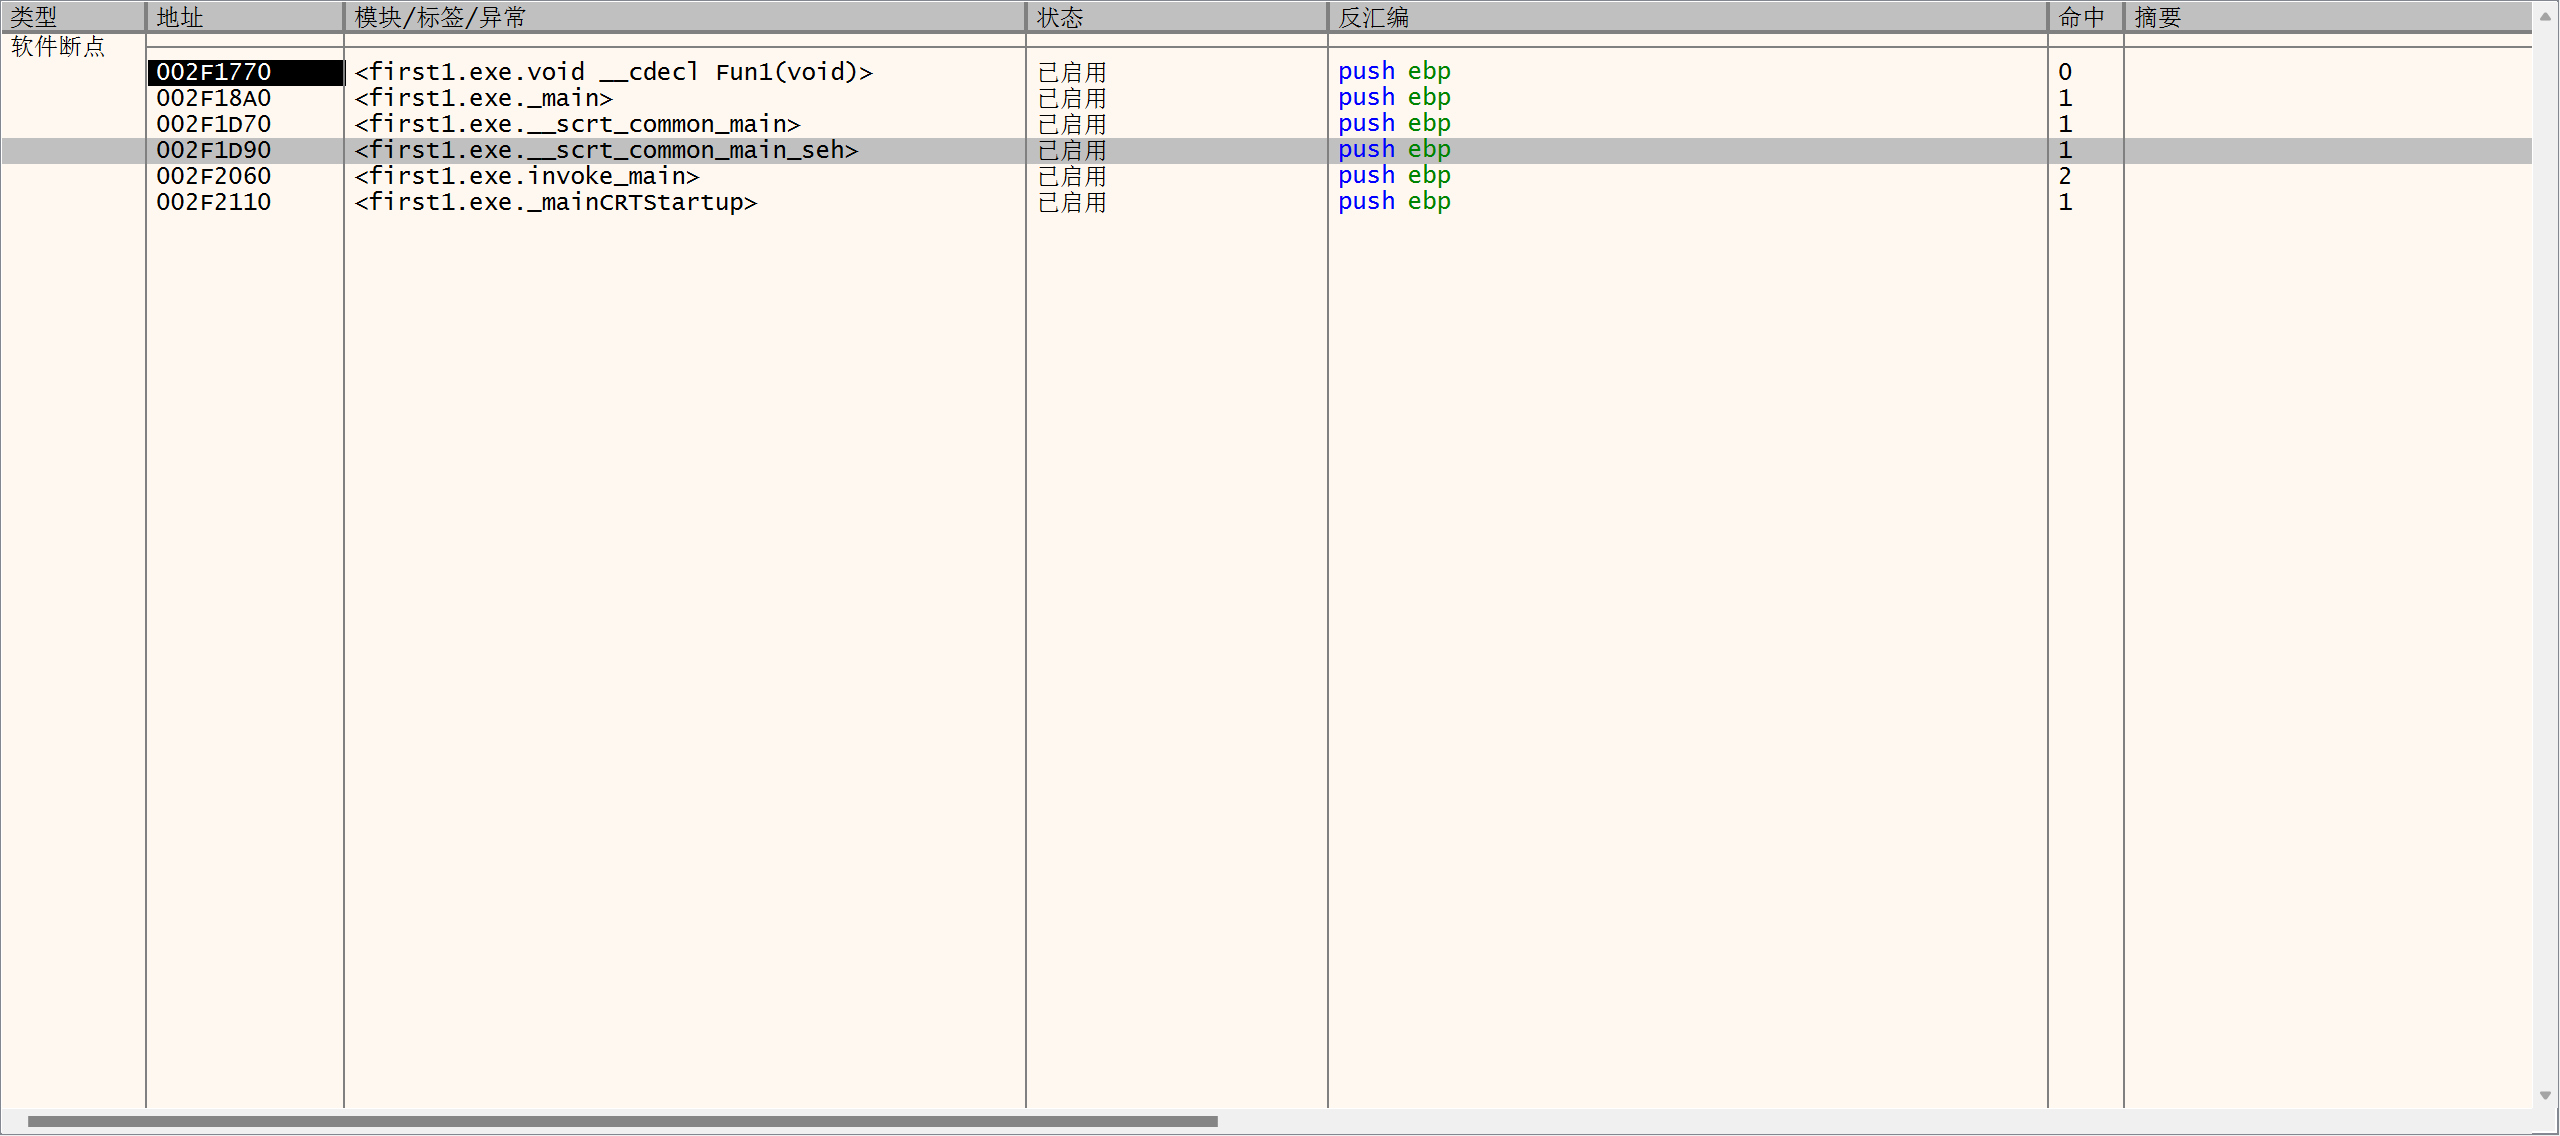 类型 地址 模块/标签/异常 状态 反汇编 命中 摘要
软件断点
002F1770 <first1.exe.void __cdecl Fun1(void)> 已启用 push ebp 0
002F18A0 <first1.exe._main> 已启用 push ebp 1
002F1D70 <first1.exe.__scrt_common_main> 已启用 push ebp 1
002F1D90 <first1.exe.__scrt_common_main_seh> 已启用 push ebp 1
002F2060 <first1.exe.invoke_main> 已启用 push ebp 2
002F2110 <first1.exe._mainCRTStartup> 已启用 push ebp 1